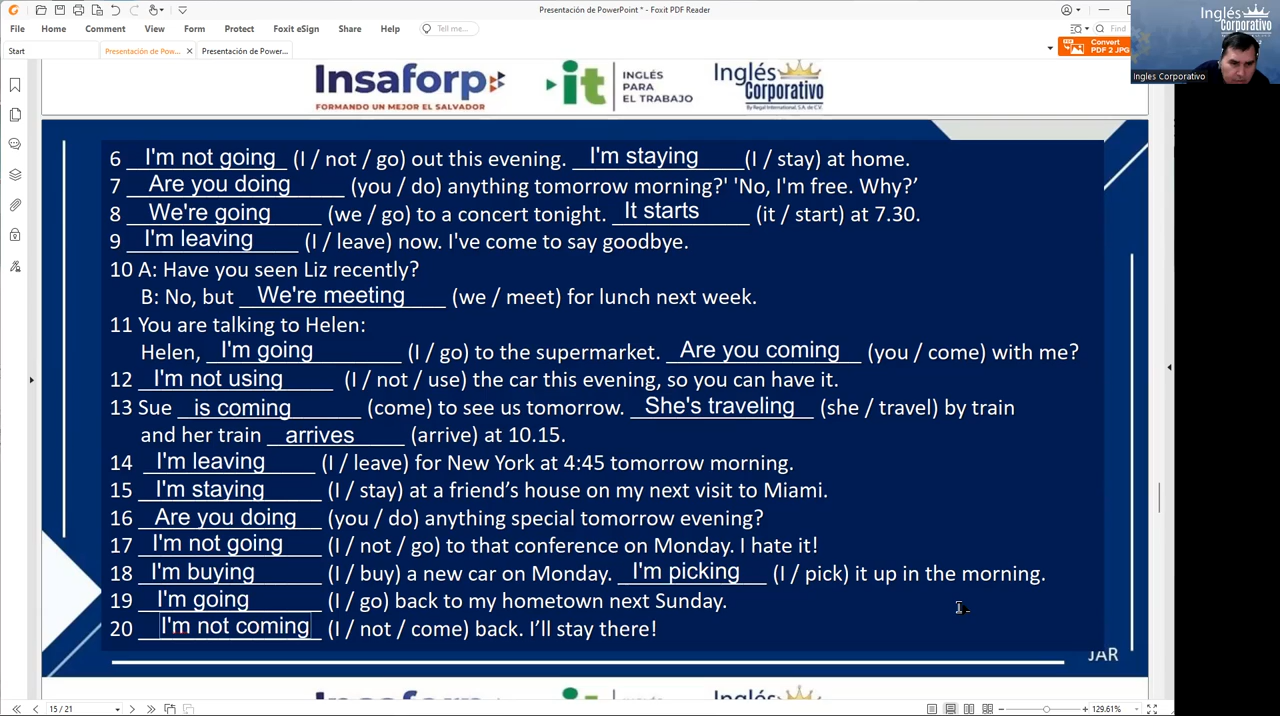 Presentación de PowerPoint * - Foxit PDF Reader
File Home Comment View Form Protect Foxit eSign Share Help Tell me... Find
Start Presentación de Pow... × Presentación de Power... Convert PDF 2 JPG
Inglés Corporativo
Ingles Corporativo
Insaforp
FORMANDO UN MEJOR EL SALVADOR
it INGLÉS PARA EL TRABAJO
Inglés Corporativo
By Regal International, S.A. de C.V.
6 I'm not going (I / not / go) out this evening. I'm staying (I / stay) at home.
7 Are you doing (you / do) anything tomorrow morning?' 'No, I'm free. Why?’
8 We're going (we / go) to a concert tonight. It starts (it / start) at 7.30.
9 I'm leaving (I / leave) now. I've come to say goodbye.
10 A: Have you seen Liz recently?
B: No, but We're meeting (we / meet) for lunch next week.
11 You are talking to Helen:
Helen, I'm going (I / go) to the supermarket. Are you coming (you / come) with me?
12 I'm not using (I / not / use) the car this evening, so you can have it.
13 Sue is coming (come) to see us tomorrow. She's traveling (she / travel) by train
and her train arrives (arrive) at 10.15.
14 I'm leaving (I / leave) for New York at 4:45 tomorrow morning.
15 I'm staying (I / stay) at a friend’s house on my next visit to Miami.
16 Are you doing (you / do) anything special tomorrow evening?
17 I'm not going (I / not / go) to that conference on Monday. I hate it!
18 I'm buying (I / buy) a new car on Monday. I'm picking (I / pick) it up in the morning.
19 I'm going (I / go) back to my hometown next Sunday.
20 I'm not coming (I / not / come) back. I’ll stay there!
JAR
15 / 21 129.61%